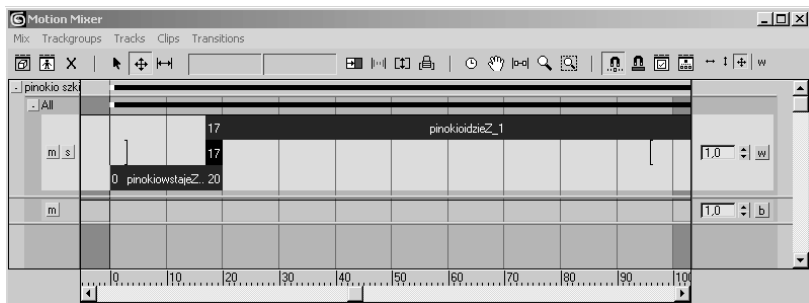 Motion Mixer
Mix Trackgroups Tracks Clips Transitions
pinokio szki
All
17 pinokioidzieZ_1
m s 17 1,0 w
0 pinokiowstajeZ.. 20
m 1,0 b
0 10 20 30 40 50 60 70 80 90 100